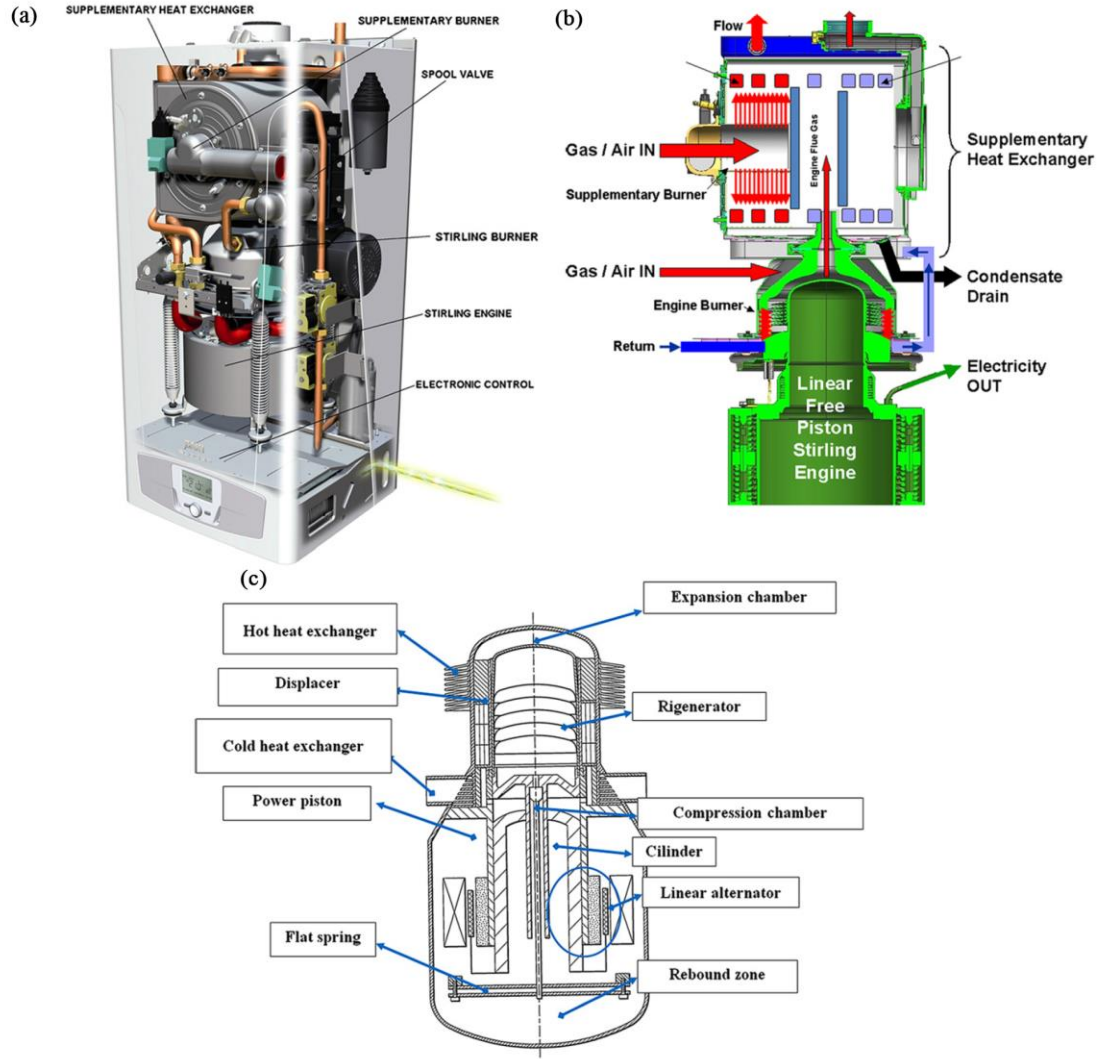 (a)
SUPPLEMENTARY HEAT EXCHANGER
SUPPLEMENTARY BURNER
SPOOL VALVE
STIRLING BURNER
STIRLING ENGINE
ELECTRONIC CONTROL
(b)
Flow
Gas / Air IN
Supplementary Burner
Engine Flue Gas
Supplementary
Heat Exchanger
Gas / Air IN
Condensate
Drain
Engine Burner
Return
Electricity
OUT
Linear
Free
Piston
Stirling
Engine
(c)
Expansion chamber
Hot heat exchanger
Displacer
Rigenerator
Cold heat exchanger
Power piston
Compression chamber
Cilinder
Linear alternator
Flat spring
Rebound zone